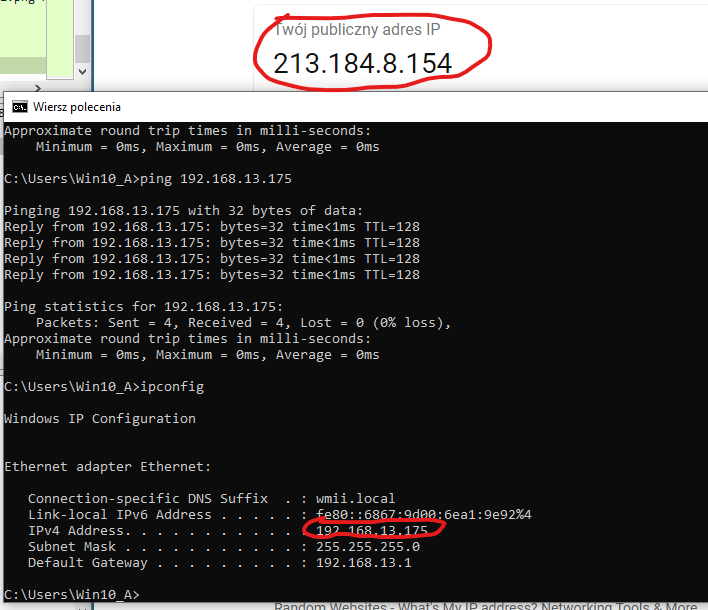 Twój publiczny adres IP
213.184.8.154
Wiersz polecenia
Approximate round trip times in milli-seconds:
    Minimum = 0ms, Maximum = 0ms, Average = 0ms
C:\Users\Win10_A>ping 192.168.13.175
Pinging 192.168.13.175 with 32 bytes of data:
Reply from 192.168.13.175: bytes=32 time<1ms TTL=128
Reply from 192.168.13.175: bytes=32 time<1ms TTL=128
Reply from 192.168.13.175: bytes=32 time<1ms TTL=128
Reply from 192.168.13.175: bytes=32 time<1ms TTL=128
Ping statistics for 192.168.13.175:
    Packets: Sent = 4, Received = 4, Lost = 0 (0% loss),
Approximate round trip times in milli-seconds:
    Minimum = 0ms, Maximum = 0ms, Average = 0ms
C:\Users\Win10_A>ipconfig
Windows IP Configuration
Ethernet adapter Ethernet:
   Connection-specific DNS Suffix  . : wmii.local
   Link-local IPv6 Address . . . . . : fe80::6867:9d00:6ea1:9e92%4
   IPv4 Address. . . . . . . . . . . : 192.168.13.175
   Subnet Mask . . . . . . . . . . . : 255.255.255.0
   Default Gateway . . . . . . . . . : 192.168.13.1
C:\Users\Win10_A>
Random Websites - What's My IP address? Networking Tools & More